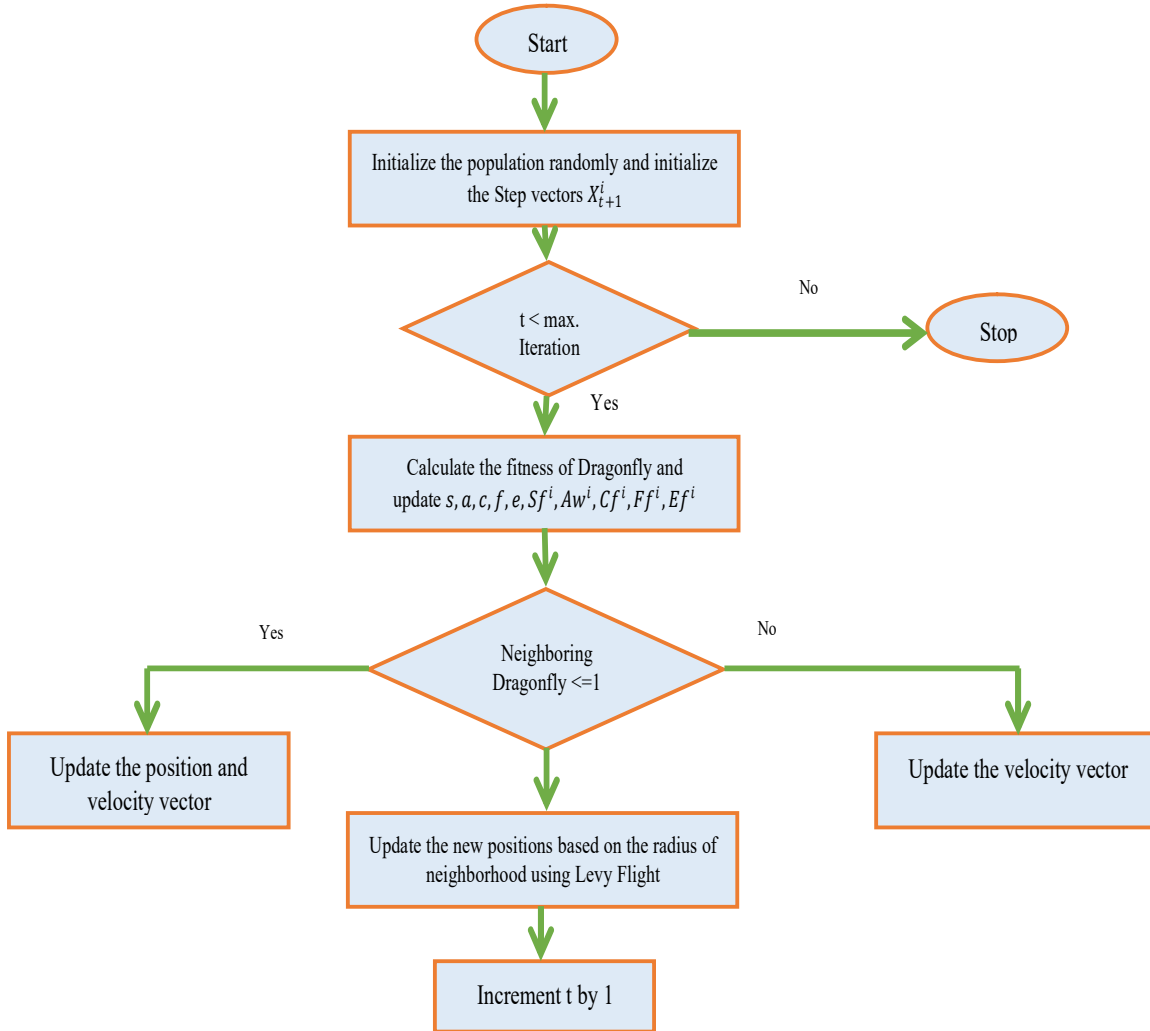 Start
Initialize the population randomly and initialize
the Step vectors $X_{t+1}^{i}$
No
t < max.
Iteration
Stop
Yes
Calculate the fitness of Dragonfly and
update $s, a, c, f, e, Sf^{i}, Aw^{i}, Cf^{i}, Ff^{i}, Ef^{i}$
Yes
No
Neighboring
Dragonfly <=1
Update the position and
velocity vector
Update the velocity vector
Update the new positions based on the radius of
neighborhood using Levy Flight
Increment t by 1